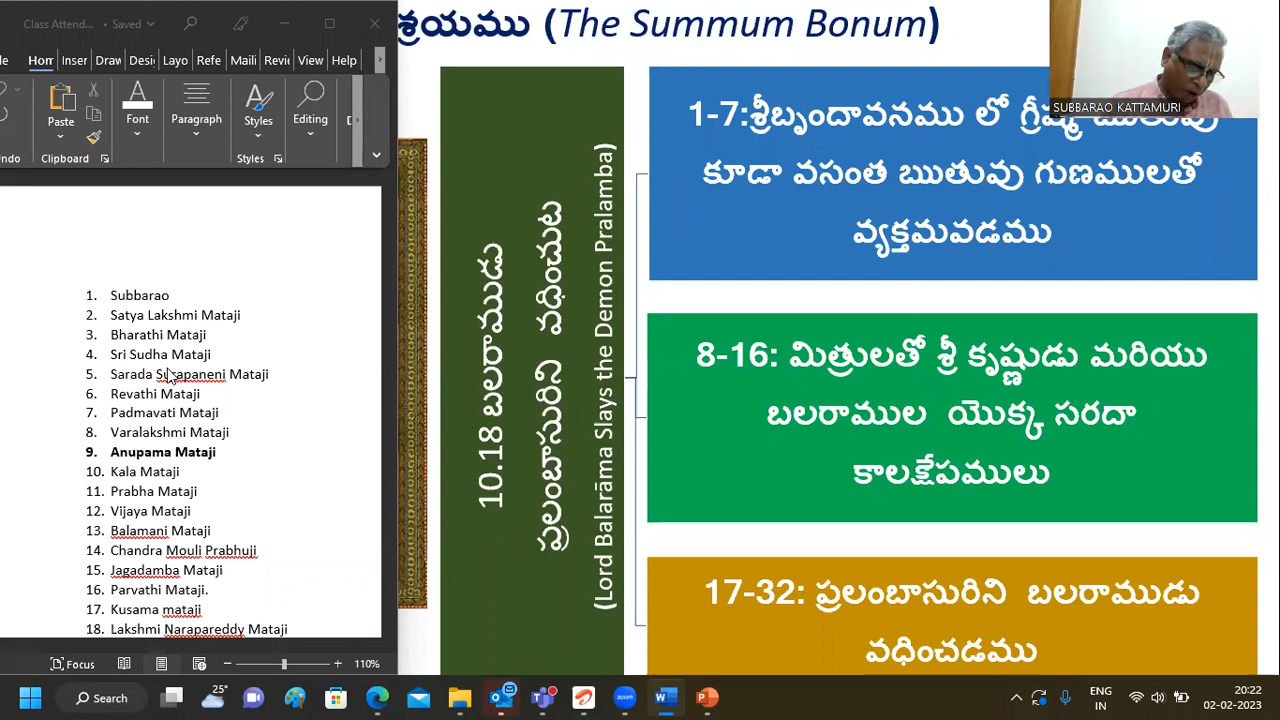 Class Attend... • Saved
Hom Inser Draw Desig Layo Refe Maili Revie View Help
Paste
Font
Paragraph
Styles
Editing
Undo
Clipboard
Styles
1. Subbarao
2. Satya Lakshmi Mataji
3. Bharathi Mataji
4. Sri Sudha Mataji
5. Sarada Mataji
6. Revathi Mataji
7. Padmavati Mataji
8. Varalakshmi Mataji
9. Anupama Mataji
10. Kala Mataji
11. Prabha Mataji
12. Vijaya Mataji
13. Balamani Mataji
14. Chandra Mouli Prabhuji
15. Jagadamba Mataji
16. Parvathi Mataji.
17. Kusama mataji
18. Lakshmi Narapareddy Mataji
Focus
110%
(The Summum Bonum)
SUBBARAO KATTAMURI
10.18 బలరాముడు
ప్రలంబాసురిని వధించుట
(Lord Balarāma Slays the Demon Pralamba)
1-7:శ్రీబృందావనము లో గ్రీష్మ
కూడా వసంత ఋతువు గుణములతో
వ్యక్తమవడము
8-16: మిత్రులతో శ్రీ కృష్ణుడు మరియు
బలరాముల యొక్క సరదా
కాలక్షేపములు
17-32: ప్రలంబాసురిని బలరాముడు
వధించడము
Search
25°
ENG
IN
20:22
02-02-2023